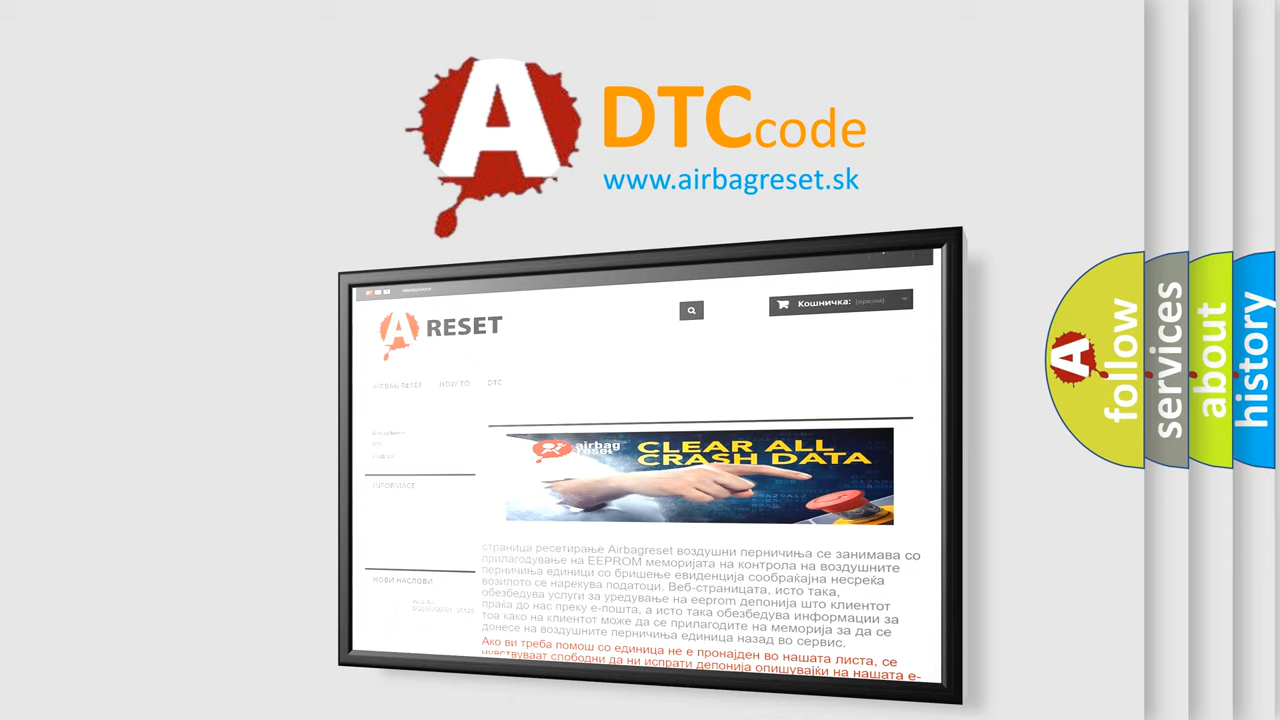 A
DTC code
www.airbagreset.sk
A RESET
Кошничка: (празна)
AIRBAG RESET HOW TO DTC
INFORMACE
airbag reset
CLEAR ALL
CRASH DATA
страница ресетирање Airbagreset воздушни перничиња се занимава со
прилагодување на EEPROM меморијата на контрола на воздушните
перничиња единици со бришење евиденција сообраќајна несреќа
возилото се нарекува податоци. Веб-страницата, исто така,
обезбедува услуги за уредување на eeprom депонија што клиентот
праќа до нас преку е-пошта, а исто така обезбедува информации за
тоа како на клиентот може да се прилагодите на меморија за да се
донесе на воздушните перничиња единица назад во сервис.
НОВИ НАСЛОВИ
Ако ви треба помош со единица не е пронајден во нашата листа, се
чувствуваат слободни да ни испрати депонија опишувајќи на нашата е-
A follow
services
about
history